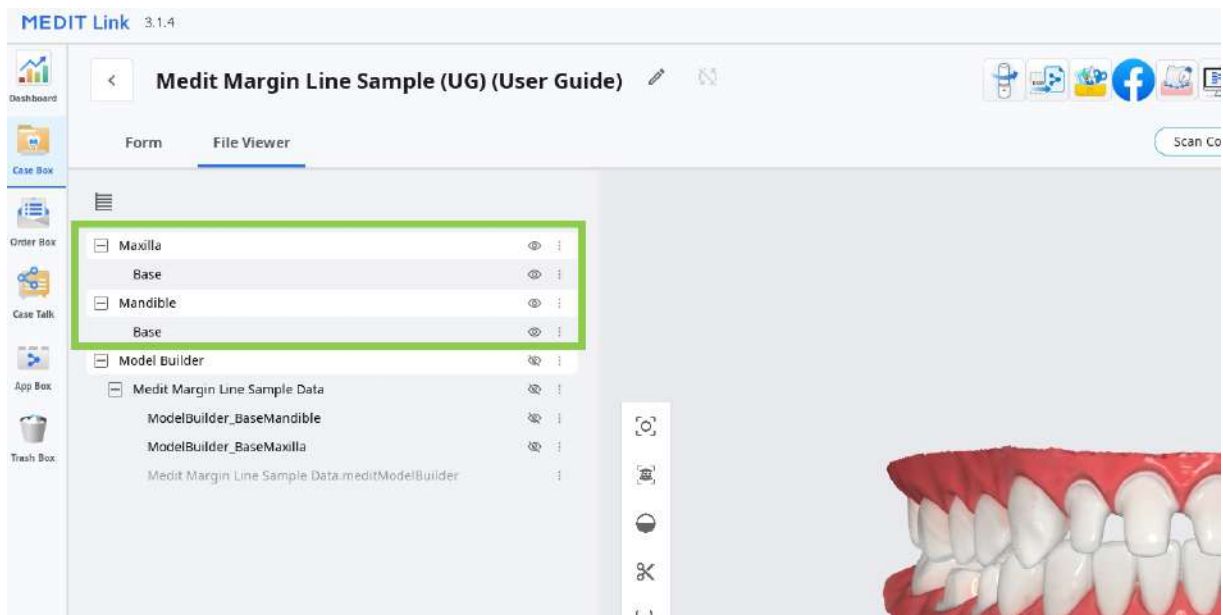 MEDIT Link 3.1.4
Dashboard
Case Box
Order Box
Case Talk
App Box
Trash Box
Medit Margin Line Sample (UG) (User Guide)
Form File Viewer
Scan Co
Maxilla
Base
Mandible
Base
Model Builder
Medit Margin Line Sample Data
ModelBuilder_BaseMandible
ModelBuilder_BaseMaxilla
Medit Margin Line Sample Data.meditModelBuilder